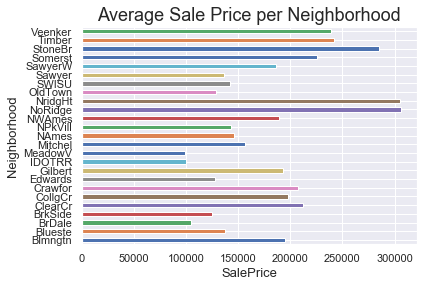 Average Sale Price per Neighborhood
Veenker
Timber
StoneBr
Somerst
SawyerW
Sawyer
SWISU
OldTown
NridgHt
NoRidge
NWAmes
NPkVill
NAmes
Mitchel
MeadowV
IDOTRR
Gilbert
Edwards
Crawfor
CollgCr
ClearCr
BrkSide
BrDale
Blueste
Blmngtn
Neighborhood
0 50000 100000 150000 200000 250000 300000
SalePrice